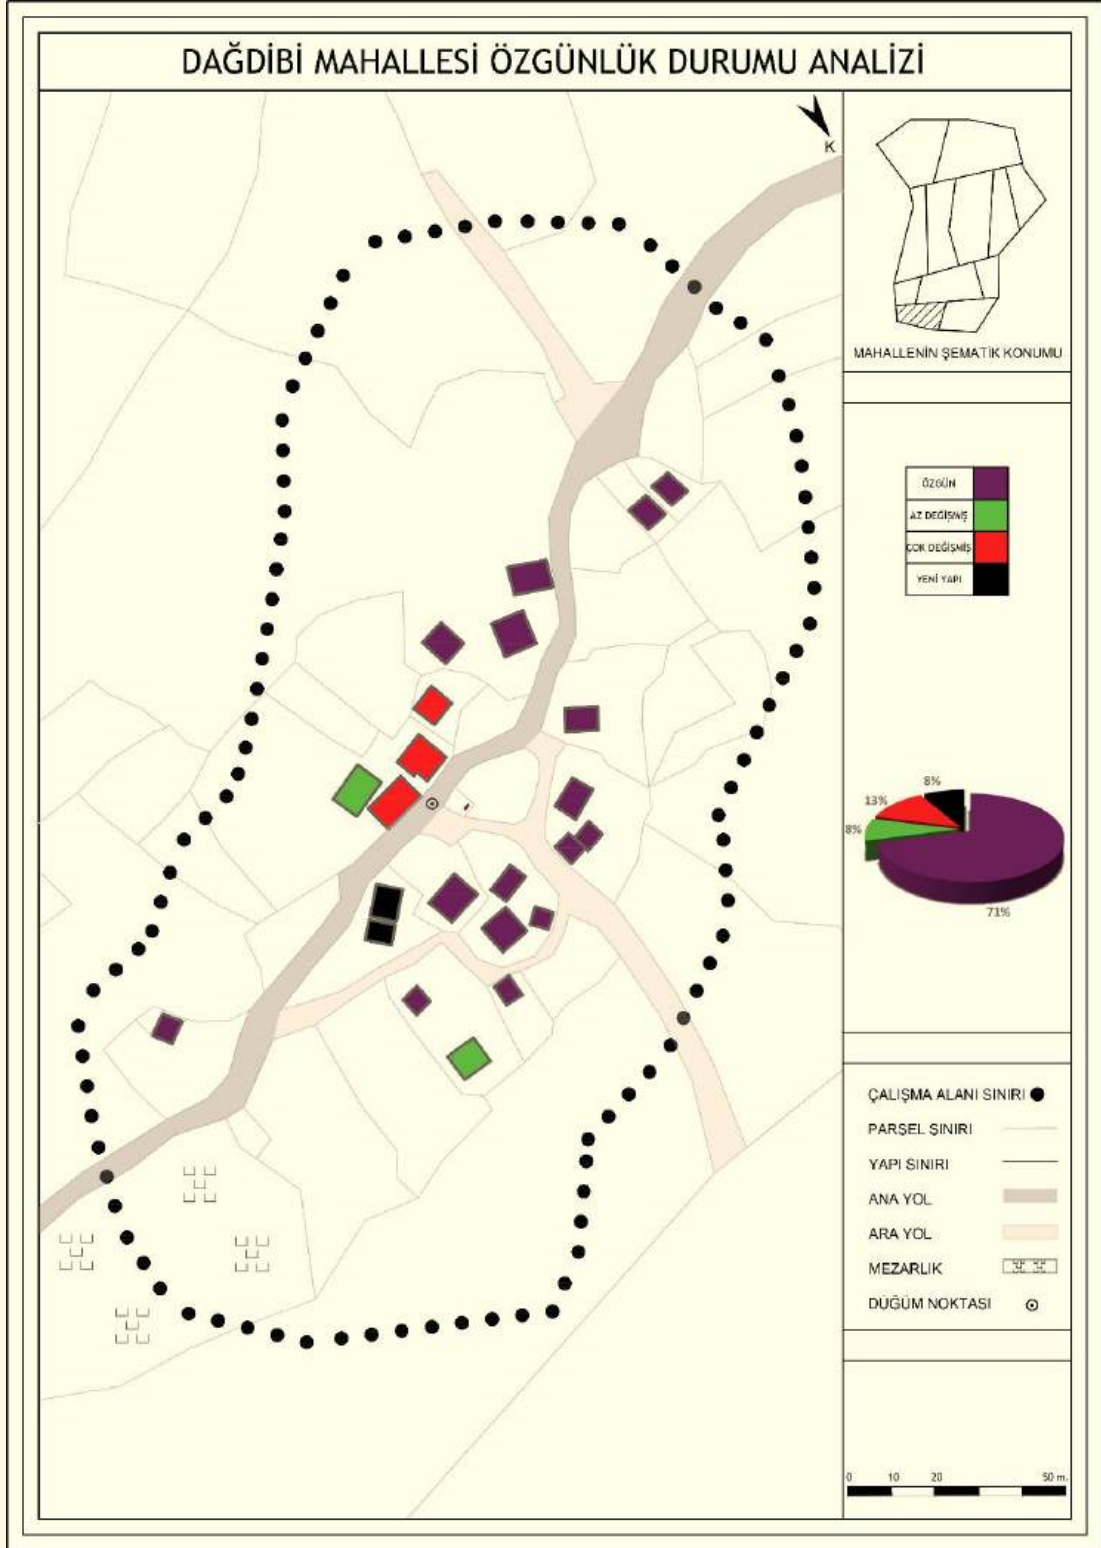 DAĞDİBİ MAHALLESİ ÖZGÜNLÜK DURUMU ANALİZİ
K
MAHALLENİN ŞEMATİK KONUMU
ÖZGÜN
AZ DEĞİŞMİŞ
ÇOK DEĞİŞMİŞ
YENİ YAPI
8%
13%
8%
71%
ÇALIŞMA ALANI SINIRI
PARSEL SINIRI
YAPI SINIRI
ANA YOL
ARA YOL
MEZARLIK
DÜĞÜM NOKTASI
0 10 20 50 m.